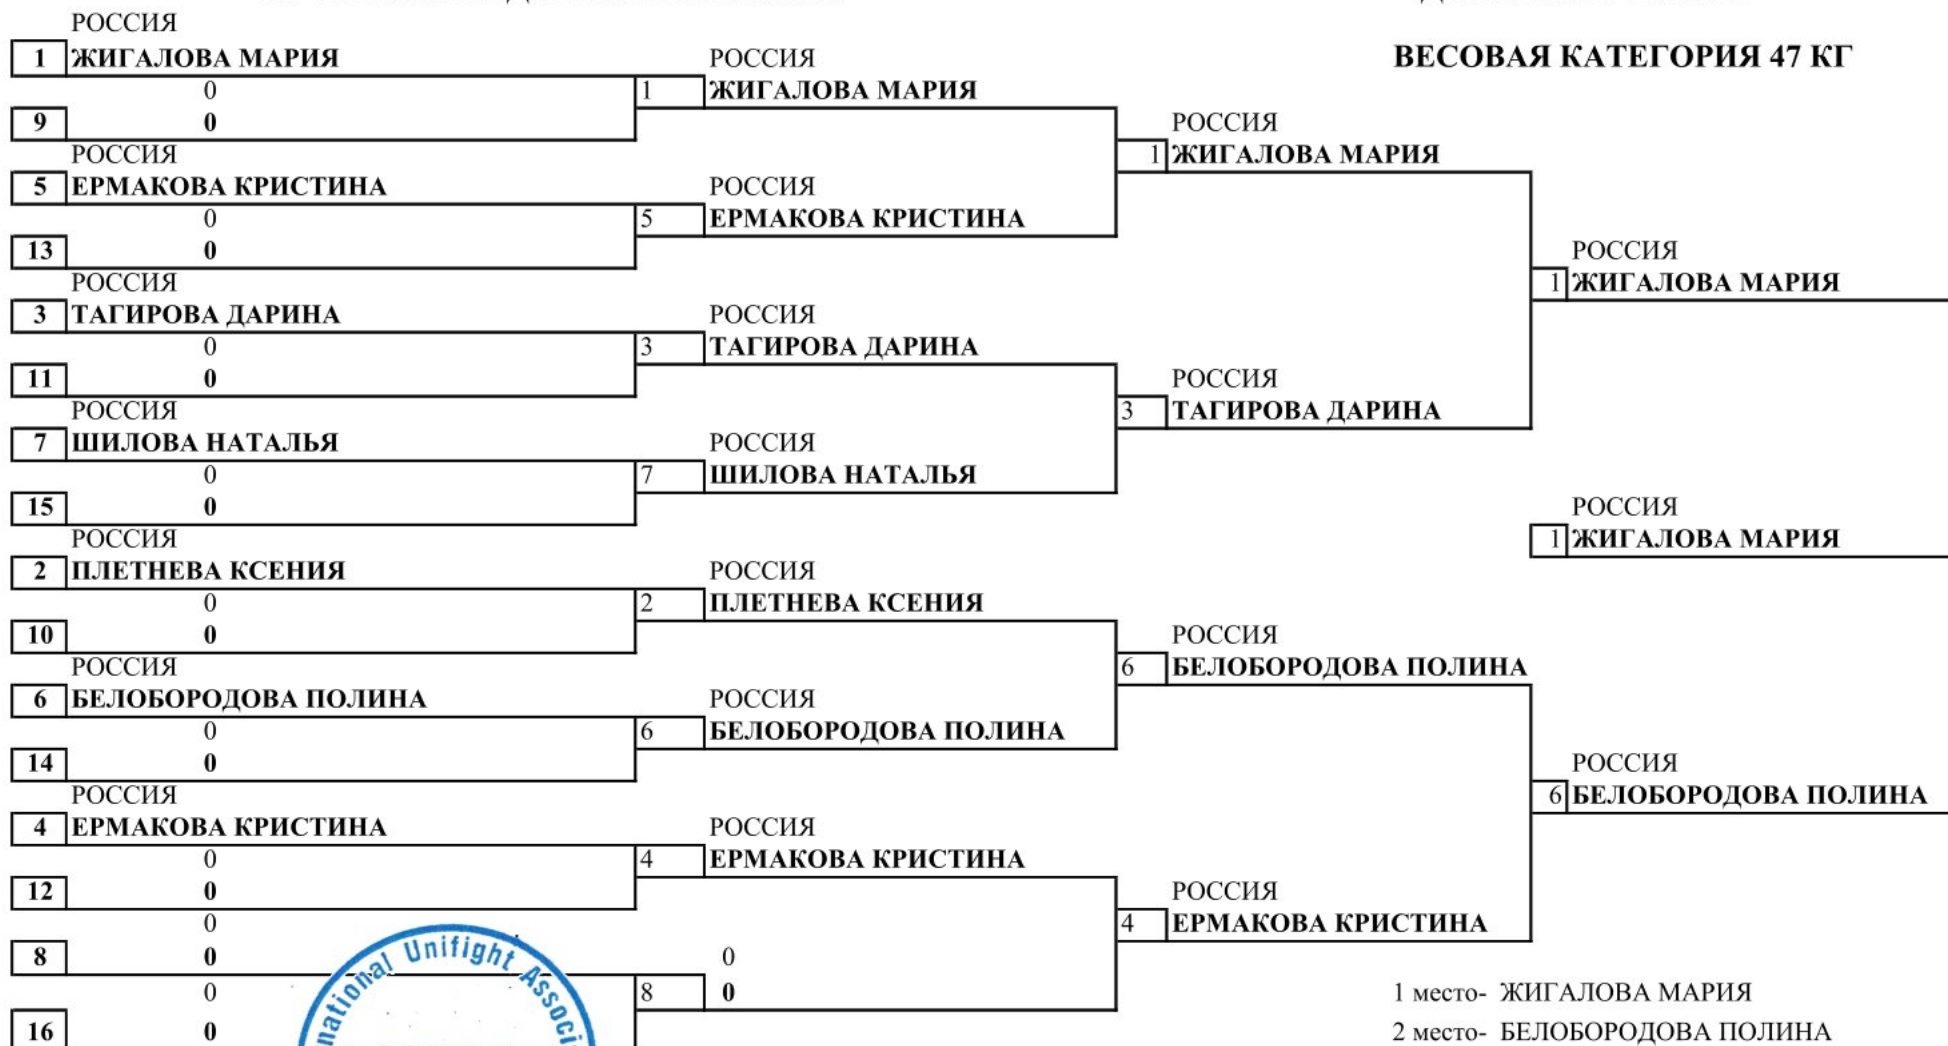 РОССИЯ
1 ЖИГАЛОВА МАРИЯ
0
9 0
РОССИЯ
5 ЕРМАКОВА КРИСТИНА
0
13 0
РОССИЯ
3 ТАГИРОВА ДАРИНА
0
11 0
РОССИЯ
7 ШИЛОВА НАТАЛЬЯ
0
15 0
РОССИЯ
2 ПЛЕТНЕВА КСЕНИЯ
0
10 0
РОССИЯ
6 БЕЛОБОРОДОВА ПОЛИНА
0
14 0
РОССИЯ
4 ЕРМАКОВА КРИСТИНА
0
12 0
0
8 0
0
16 0
РОССИЯ
1 ЖИГАЛОВА МАРИЯ
РОССИЯ
5 ЕРМАКОВА КРИСТИНА
РОССИЯ
3 ТАГИРОВА ДАРИНА
РОССИЯ
7 ШИЛОВА НАТАЛЬЯ
РОССИЯ
2 ПЛЕТНЕВА КСЕНИЯ
РОССИЯ
6 БЕЛОБОРОДОВА ПОЛИНА
РОССИЯ
4 ЕРМАКОВА КРИСТИНА
0
8 0
РОССИЯ
1 ЖИГАЛОВА МАРИЯ
РОССИЯ
3 ТАГИРОВА ДАРИНА
РОССИЯ
6 БЕЛОБОРОДОВА ПОЛИНА
РОССИЯ
4 ЕРМАКОВА КРИСТИНА
ВЕСОВАЯ КАТЕГОРИЯ 47 КГ
РОССИЯ
1 ЖИГАЛОВА МАРИЯ
РОССИЯ
1 ЖИГАЛОВА МАРИЯ
РОССИЯ
6 БЕЛОБОРОДОВА ПОЛИНА
1 место- ЖИГАЛОВА МАРИЯ
2 место- БЕЛОБОРОДОВА ПОЛИНА
national Unifight Associ